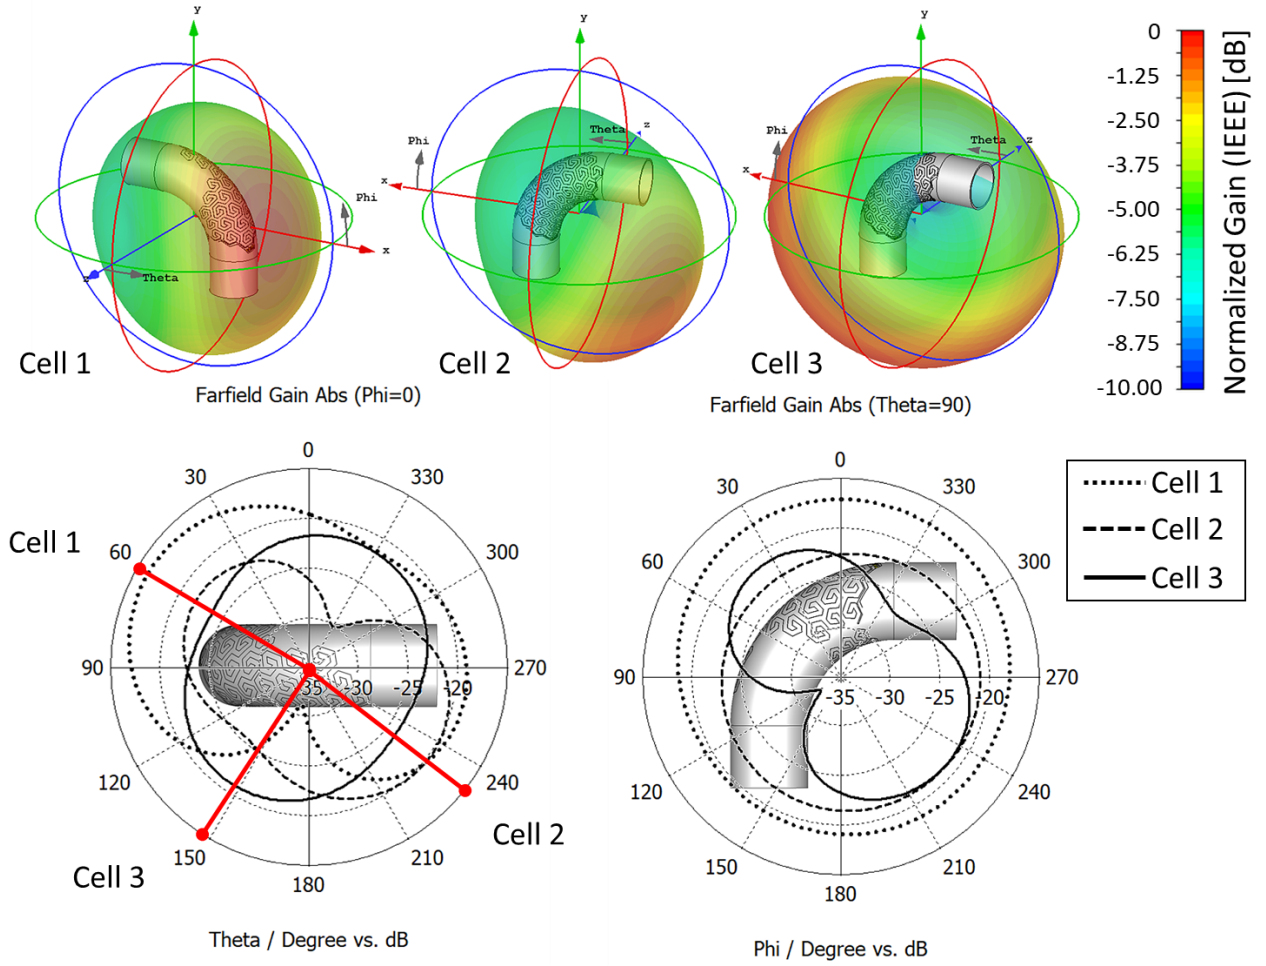 y
y
y
Phi
x
Theta
z
Phi
x
Theta
z
Phi
x
z
Theta
Cell 1
Cell 2
Cell 3
0
-1.25
-2.50
-3.75
-5.00
-6.25
-7.50
-8.75
-10.00
Normalized Gain (IEEE) [dB]
Farfield Gain Abs (Phi=0)
Farfield Gain Abs (Theta=90)
0
30
330
Cell 1
60
300
90
-35
-30
-25
-20
270
120
240
Cell 2
150
210
Cell 3
180
Theta / Degree vs. dB
0
30
330
60
300
90
-35
-30
-20
270
120
240
150
210
180
Phi / Degree vs. dB
Cell 1
Cell 2
Cell 3